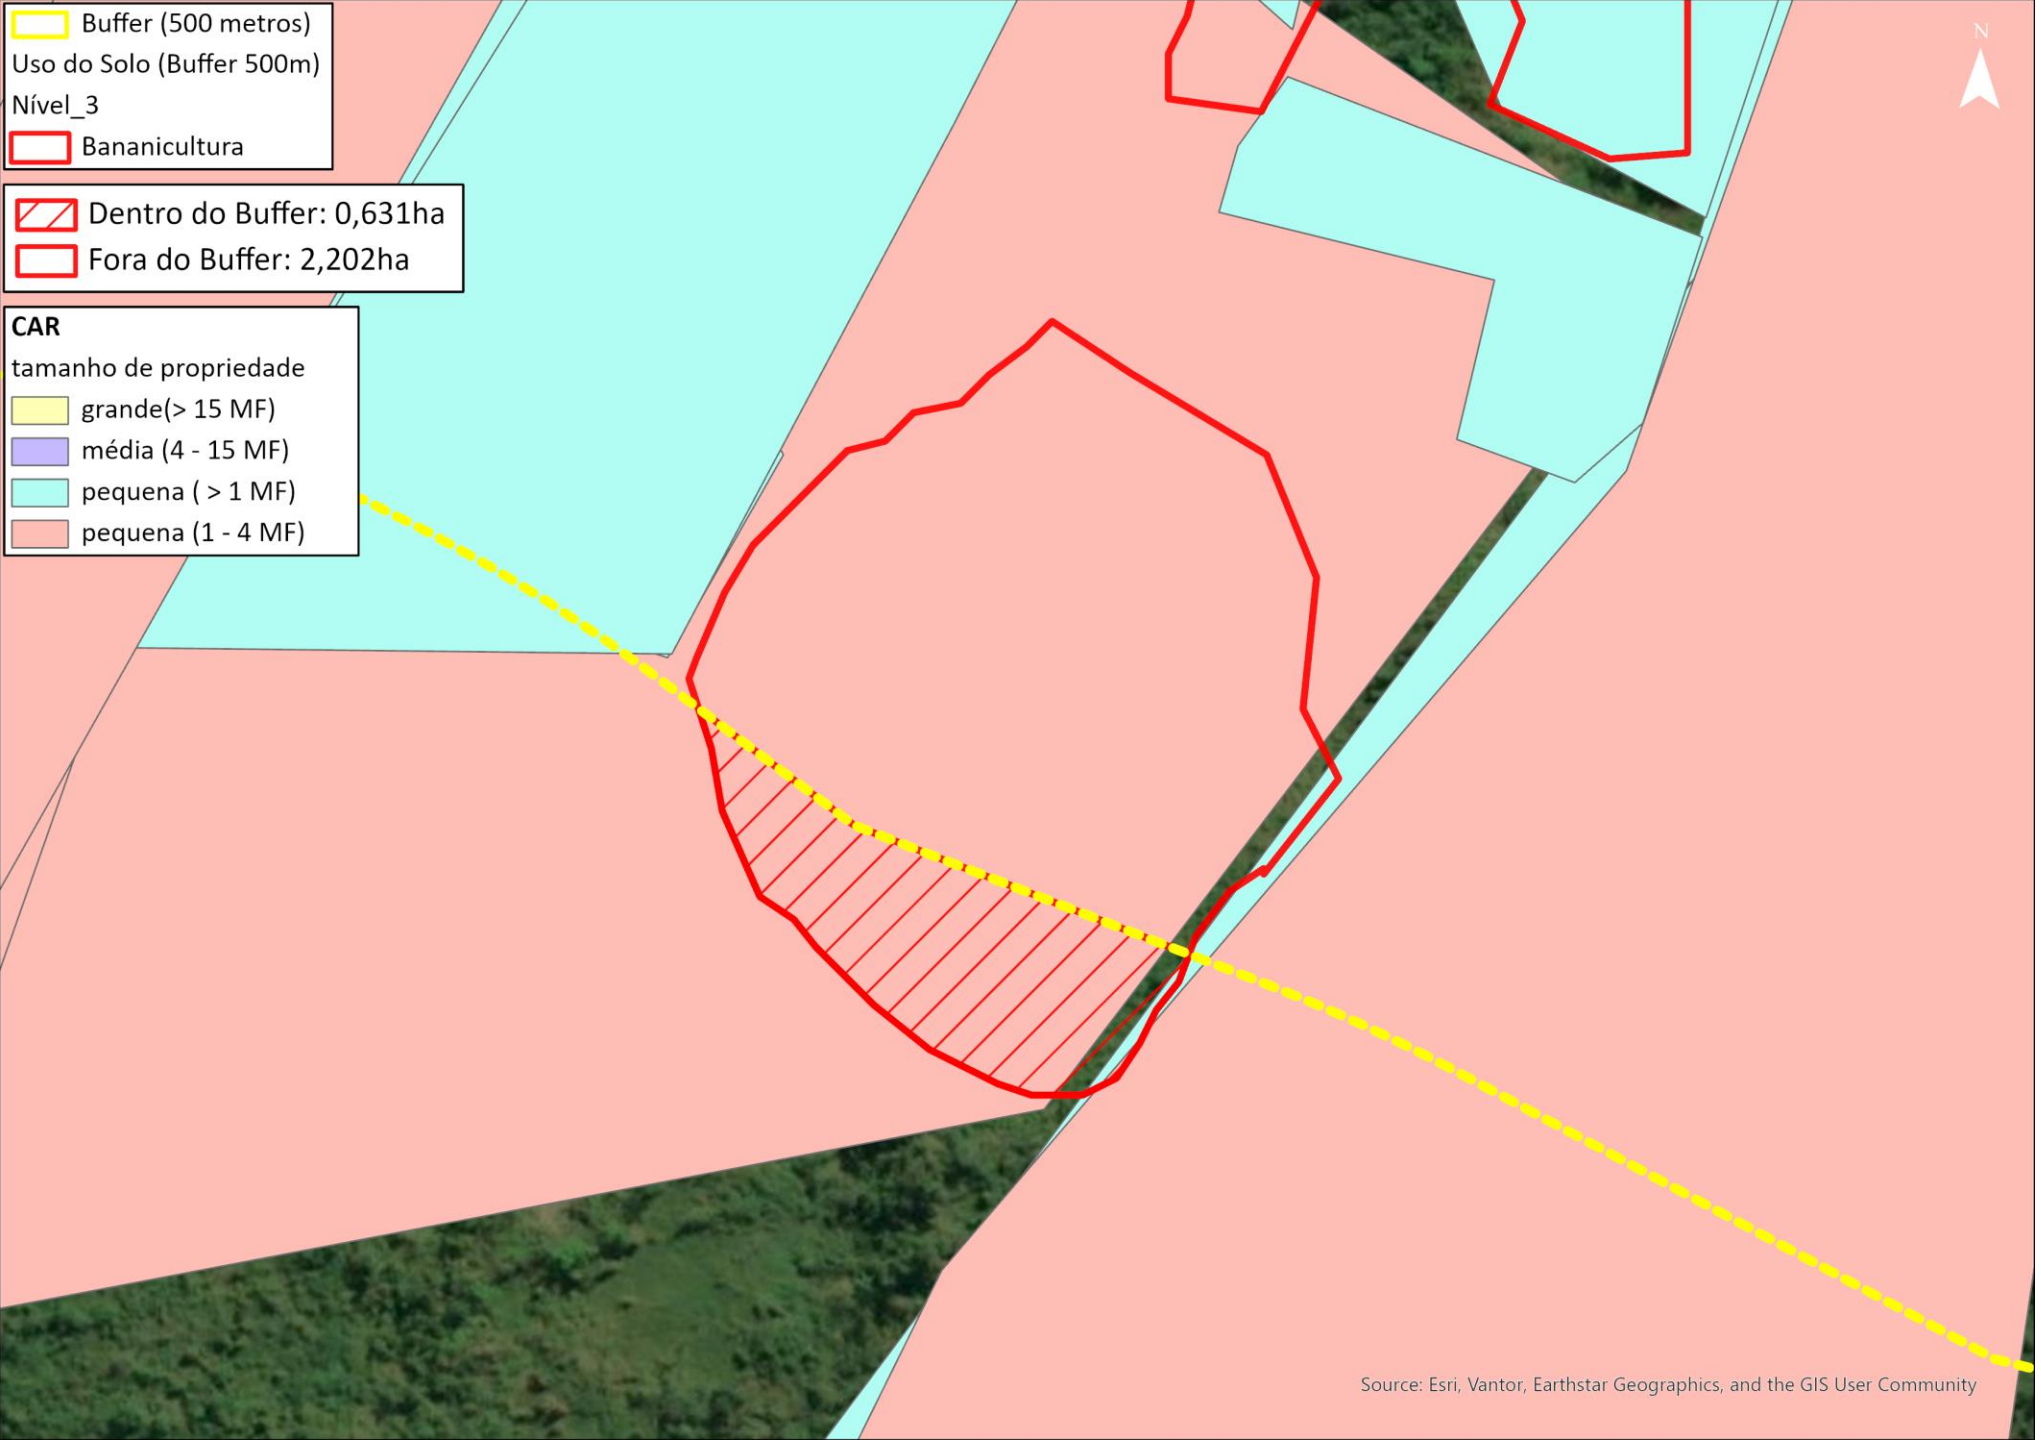 Buffer (500 metros)
Uso do Solo (Buffer 500m)
Nível_3
Bananicultura
Dentro do Buffer: 0,631ha
Fora do Buffer: 2,202ha
CAR
tamanho de propriedade
grande(> 15 MF)
média (4 - 15 MF)
pequena ( > 1 MF)
pequena (1 - 4 MF)
N
Source: Esri, Vantor, Earthstar Geographics, and the GIS User Community